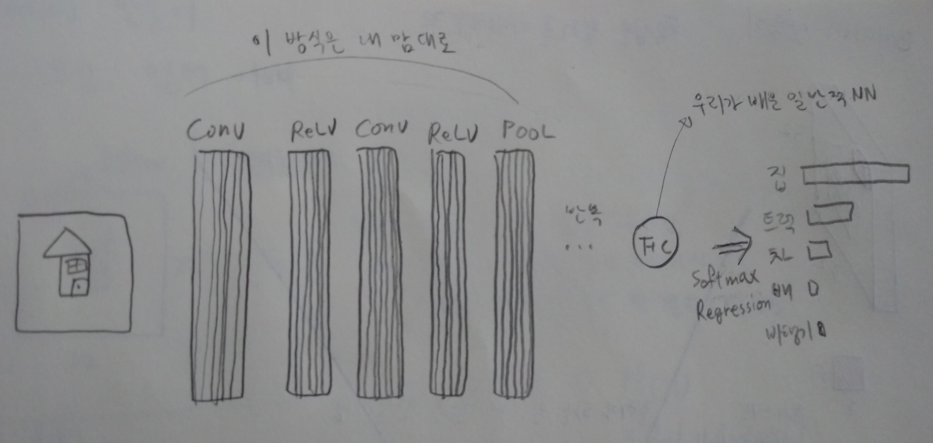 이 방식은 내 맘대로
우리가 배운 일반적 NN
Conv ReLU Conv ReLU POOL
집
트럭
차
배
비행기
반복
...
FC
Softmax
Regression